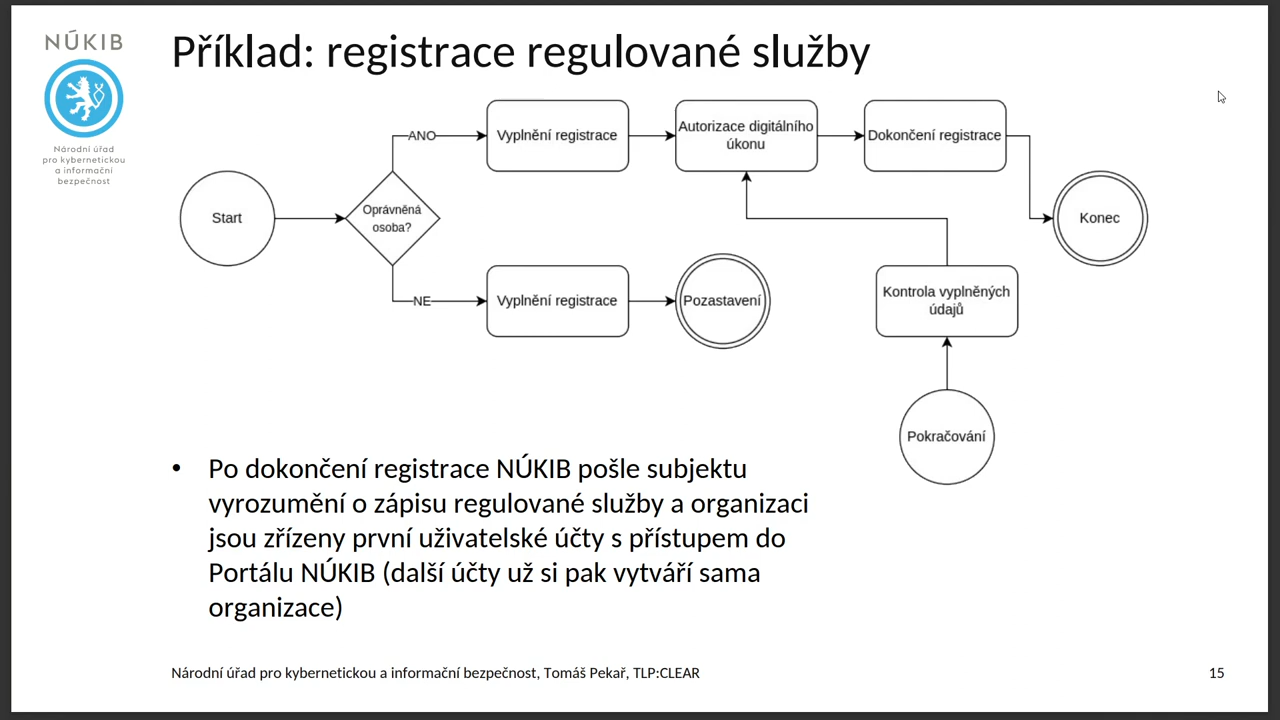 NÚKIB
Národní úřad
pro kybernetickou
a informační
bezpečnost
Příklad: registrace regulované služby
Start
Oprávněná
osoba?
ANO
Vyplnění registrace
Autorizace digitálního
úkonu
Dokončení registrace
Konec
NE
Vyplnění registrace
Pozastavení
Kontrola vyplněných
údajů
Pokračování
• Po dokončení registrace NÚKIB pošle subjektu
vyrozumění o zápisu regulované služby a organizaci
jsou zřízeny první uživatelské účty s přístupem do
Portálu NÚKIB (další účty už si pak vytváří sama
organizace)
Národní úřad pro kybernetickou a informační bezpečnost, Tomáš Pekař, TLP:CLEAR
15